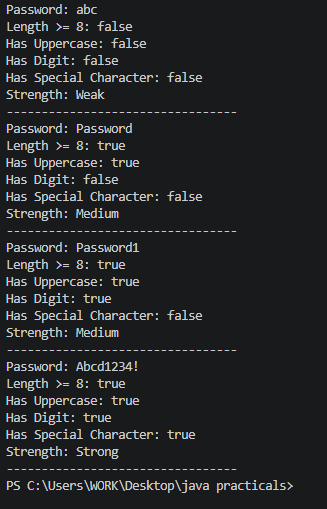 Password: abc
Length >= 8: false
Has Uppercase: false
Has Digit: false
Has Special Character: false
Strength: Weak
---------------------------------
Password: Password
Length >= 8: true
Has Uppercase: true
Has Digit: false
Has Special Character: false
Strength: Medium
---------------------------------
Password: Password1
Length >= 8: true
Has Uppercase: true
Has Digit: true
Has Special Character: false
Strength: Medium
---------------------------------
Password: Abcd1234!
Length >= 8: true
Has Uppercase: true
Has Digit: true
Has Special Character: true
Strength: Strong
---------------------------------
PS C:\Users\WORK\Desktop\java practicals>